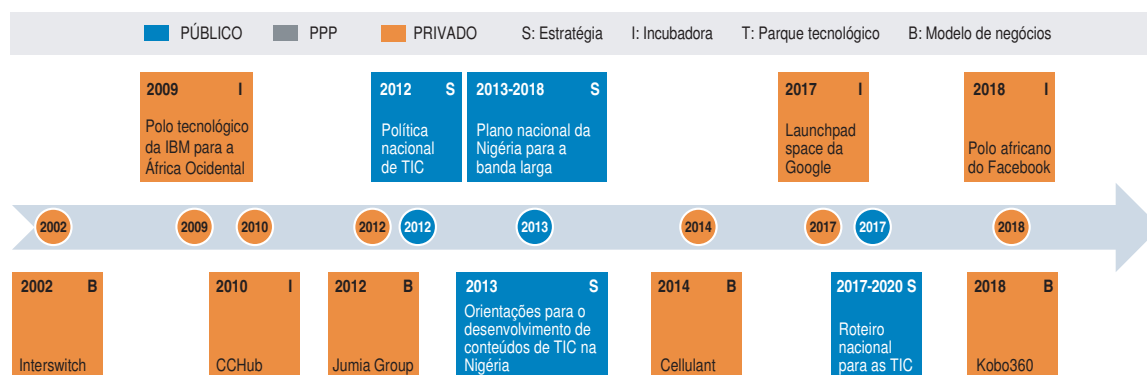 PÚBLICO PPP PRIVADO S: Estratégia I: Incubadora T: Parque tecnológico B: Modelo de negócios
2009 I
Polo tecnológico
da IBM para a
África Ocidental
2012 S
Política
nacional
de TIC
2013-2018 S
Plano nacional da
Nigéria para a
banda larga
2017 I
Launchpad
space da
Google
2018 I
Polo africano
do Facebook
2002 2009 2010 2012 2012 2013 2014 2017 2017 2018
2002 B
Interswitch
2010 I
CCHub
2012 B
Jumia Group
2013 S
Orientações para o
desenvolvimento de
conteúdos de TIC na
Nigéria
2014 B
Cellulant
2017-2020 S
Roteiro
nacional
para as TIC
2018 B
Kobo360